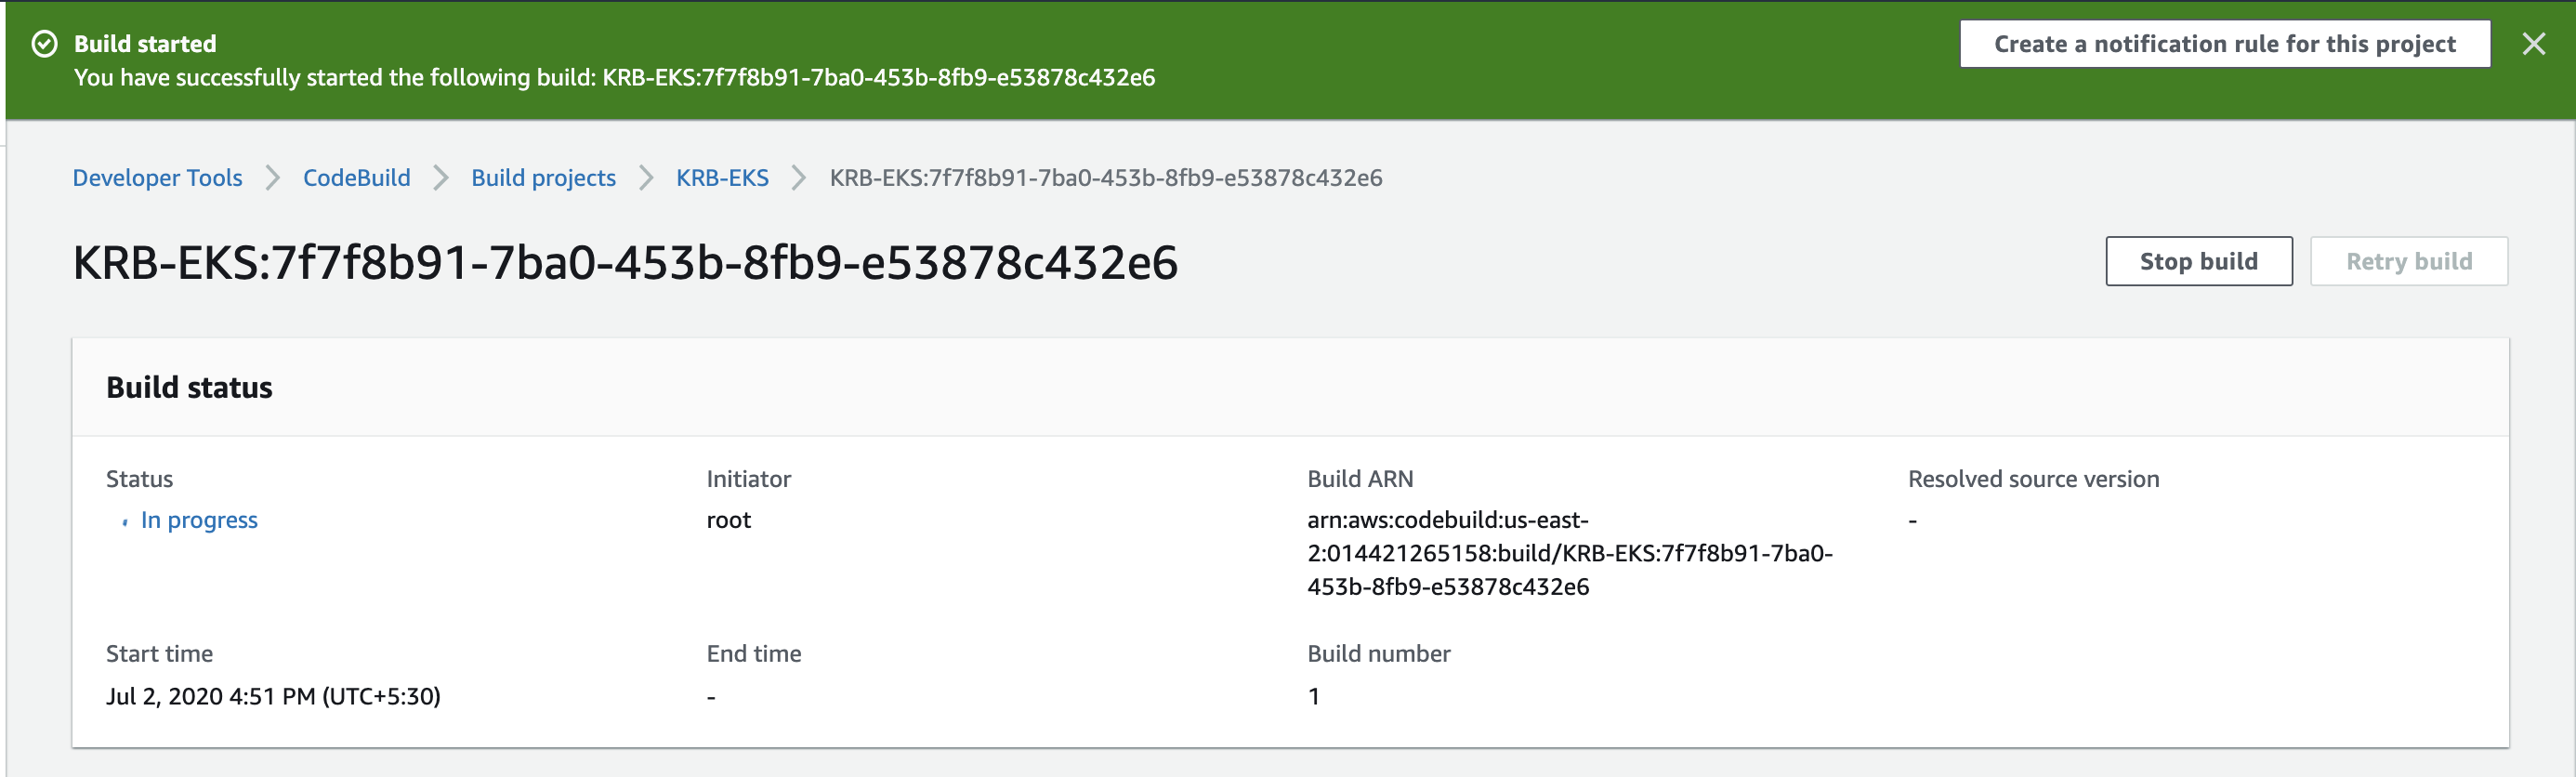 Build started
Create a notification rule for this project
You have successfully started the following build: KRB-EKS:7f7f8b91-7ba0-453b-8fb9-e53878c432e6
Developer Tools CodeBuild Build projects KRB-EKS KRB-EKS:7f7f8b91-7ba0-453b-8fb9-e53878c432e6
KRB-EKS:7f7f8b91-7ba0-453b-8fb9-e53878c432e6
Stop build
Retry build
Build status
Status
In progress
Initiator
root
Build ARN
arn:aws:codebuild:us-east-
2:014421265158:build/KRB-EKS:7f7f8b91-7ba0-
453b-8fb9-e53878c432e6
Resolved source version
-
Start time
Jul 2, 2020 4:51 PM (UTC+5:30)
End time
-
Build number
1